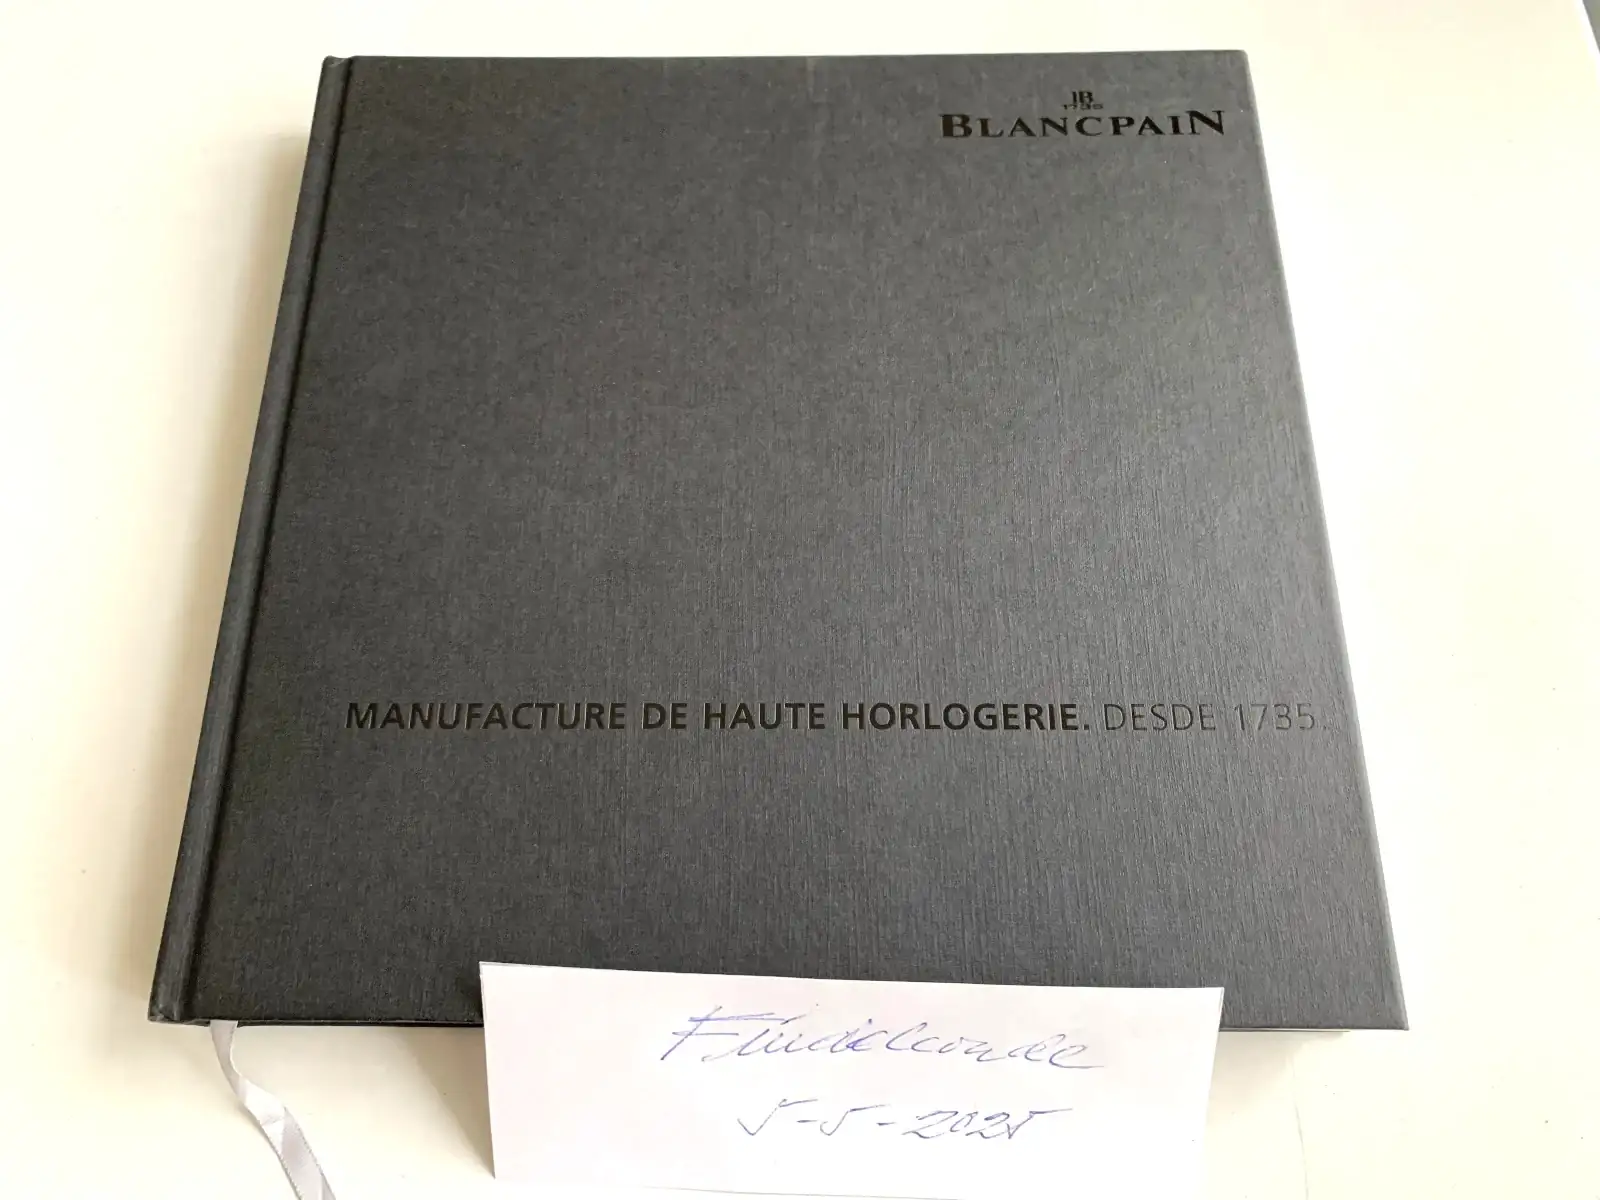 JB
1735
BLANCPAIN
MANUFACTURE DE HAUTE HORLOGERIE. DESDE 1735.
5-5-2025